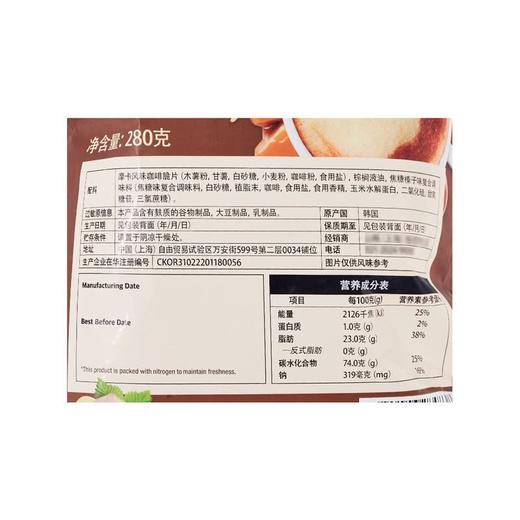 净含量:280克
配料
摩卡风味咖啡脆片(木薯粉, 甘薯, 白砂糖, 小麦粉, 咖啡粉, 食用盐), 棕榈液油, 焦糖榛子味复合调
味料(焦糖味复合调味料, 白砂糖, 植脂末, 咖啡, 食用盐, 食用香精, 玉米水解蛋白, 二氧化硅, 甜菊
糖苷, 三氯蔗糖)。
过敏原信息 本产品含有麸质的谷物制品, 大豆制品, 乳制品。 原产国 韩国
生产日期 见包装背面 (年/月/日) 保质期至 见包装背面(年/月/日)
贮存条件 请置于阴凉干燥处。 经销商
地址 中国 (上海) 自由贸易试验区万安街599号第二层0034铺位
生产企业在华注册编号 CKOR31022201180056 图片仅供风味参考
Manufacturing Date
Best Before Date
*This product is packed with nitrogen to maintain freshness.
营养成分表
项目 每100克(g) 营养素参考值%
能量 2126千焦(kJ) 25%
蛋白质 1.0克(g) 2%
脂肪 23.0克(g) 38%
—反式脂肪 0克(g)
碳水化合物 74.0克(g) 25%
钠 319毫克(mg) 16%